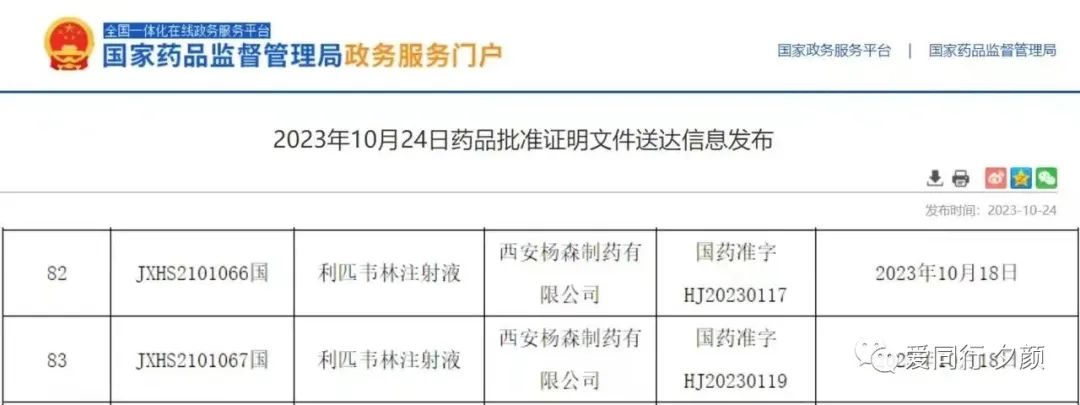 全国一体化在线政务服务平台
国家药品监督管理局政务服务门户
国家政务服务平台 | 国家药品监督管理局
2023年10月24日药品批准证明文件送达信息发布
发布时间：2023-10-24
82 JXHS2101066国 利匹韦林注射液 西安杨森制药有限公司 国药准字HJ20230117 2023年10月18日
83 JXHS2101067国 利匹韦林注射液 西安杨森制药有限公司 国药准字HJ20230119
爱同行 夕颜